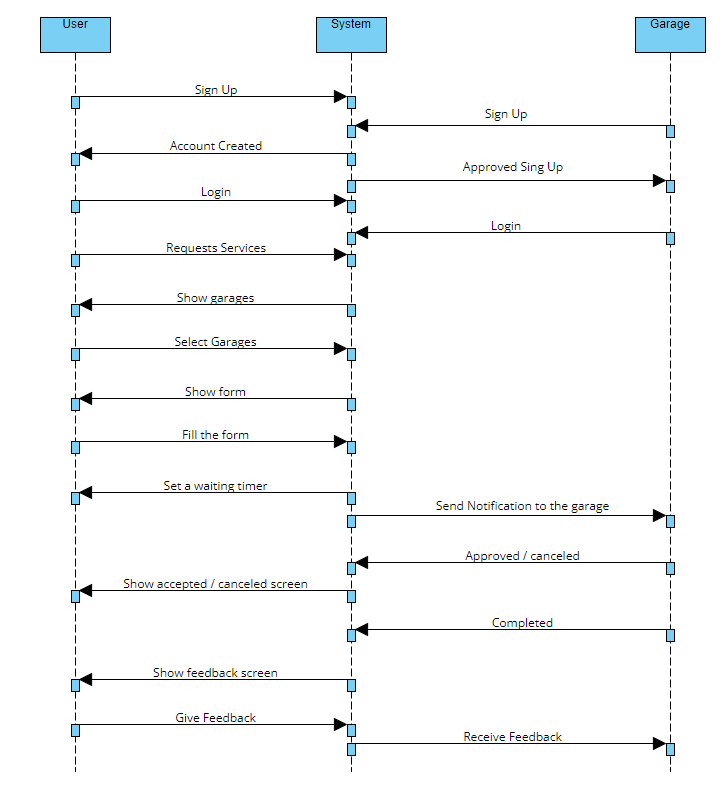 User
System
Garage
Sign Up
Sign Up
Account Created
Approved Sing Up
Login
Login
Requests Services
Show garages
Select Garages
Show form
Fill the form
Set a waiting timer
Send Notification to the garage
Approved / canceled
Show accepted / canceled screen
Completed
Show feedback screen
Give Feedback
Receive Feedback